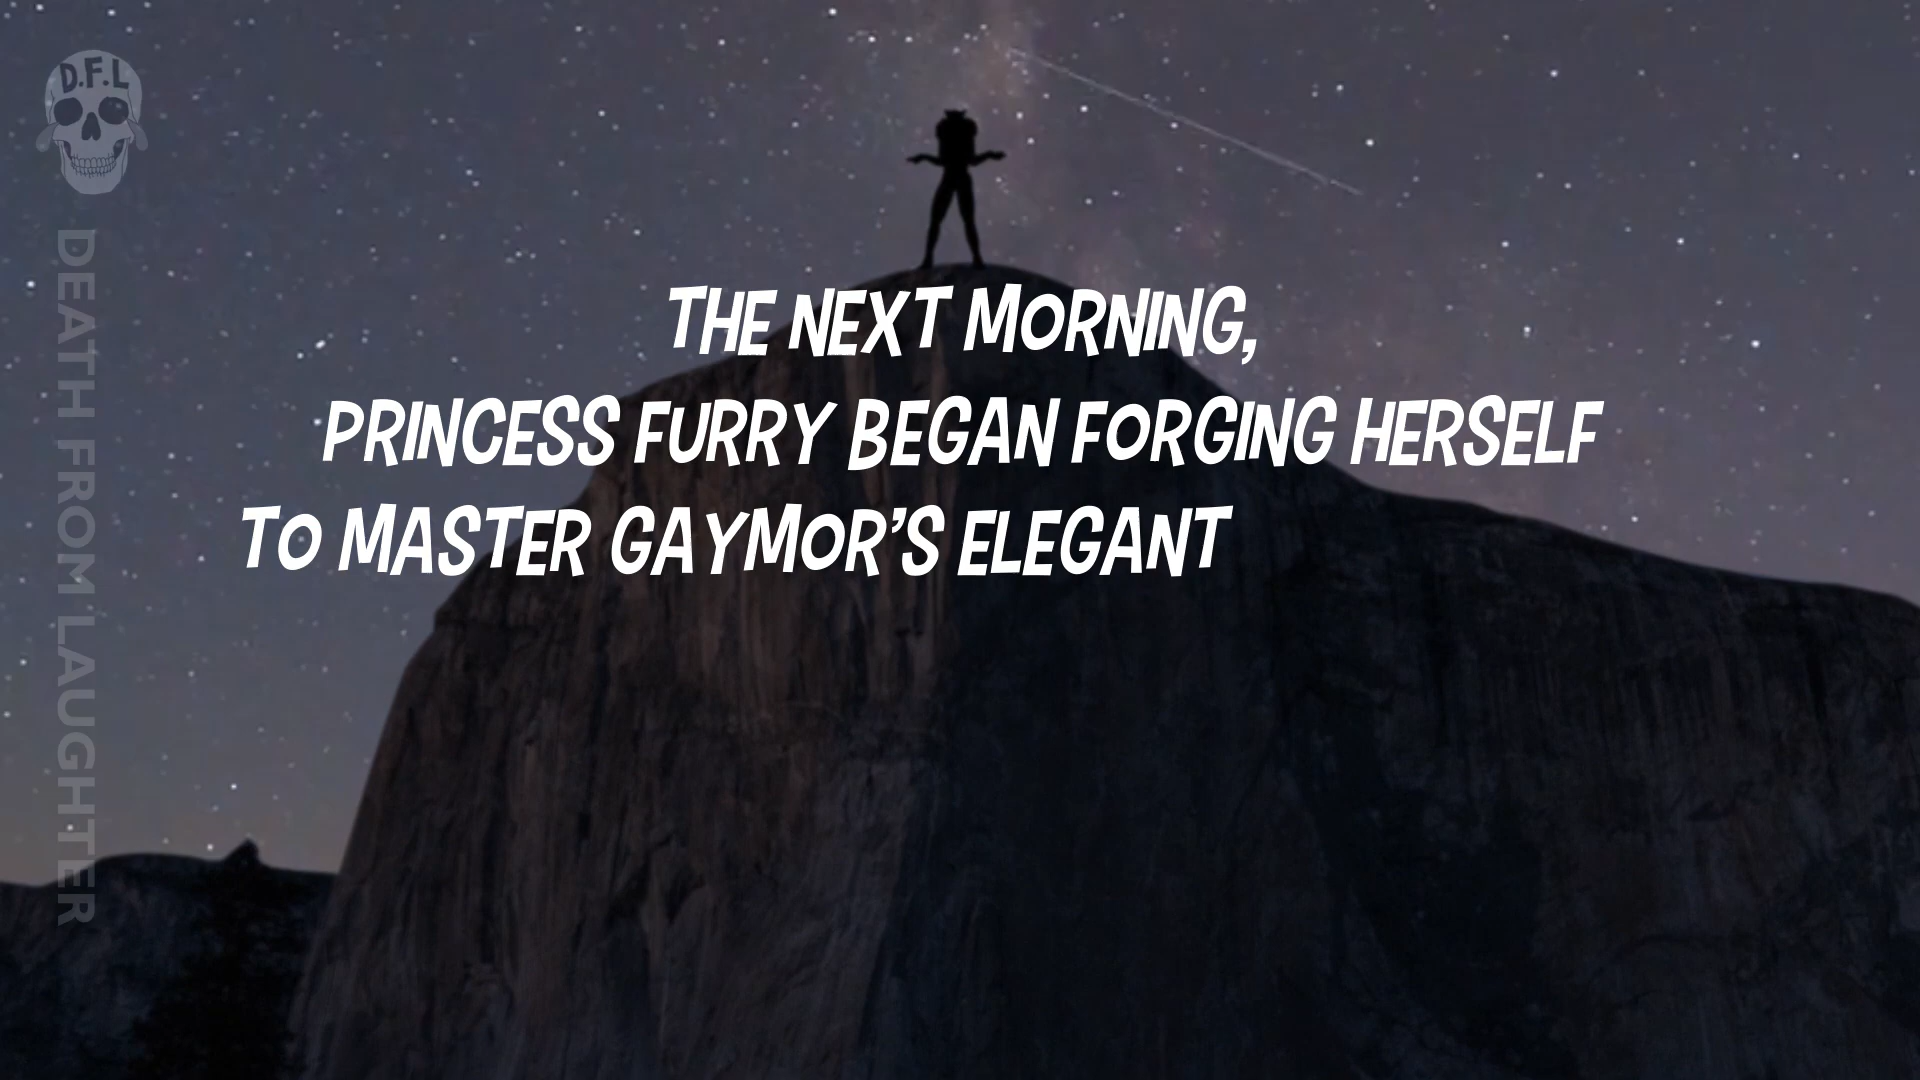 D.F.L
DEATH FROM LAUGHTER
THE NEXT MORNING,
PRINCESS FURRY BEGAN FORGING HERSELF
TO MASTER GAYMOR'S ELEGANT